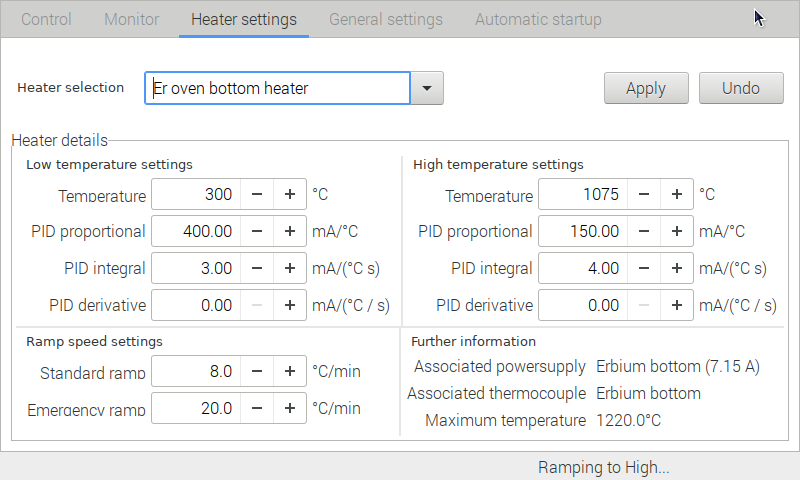 Control Monitor Heater settings General settings Automatic startup
Heater selection Er oven bottom heater Apply Undo
Heater details
Low temperature settings
Temperature 300 − + °C
PID proportional 400.00 − + mA/°C
PID integral 3.00 − + mA/(°C s)
PID derivative 0.00 − + mA/(°C / s)
High temperature settings
Temperature 1075 − + °C
PID proportional 150.00 − + mA/°C
PID integral 4.00 − + mA/(°C s)
PID derivative 0.00 − + mA/(°C / s)
Ramp speed settings
Standard ramp 8.0 − + °C/min
Emergency ramp 20.0 − + °C/min
Further information
Associated powersupply Erbium bottom (7.15 A)
Associated thermocouple Erbium bottom
Maximum temperature 1220.0°C
Ramping to High...